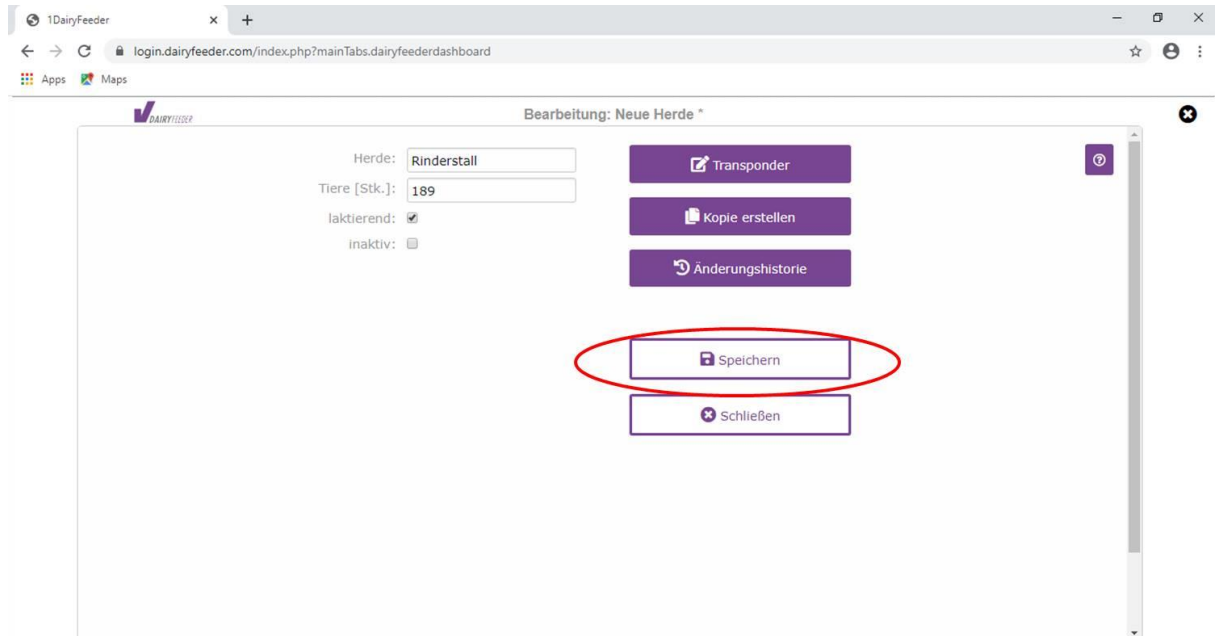 1DairyFeeder
login.dairyfeeder.com/index.php?mainTabs.dairyfeederdashboard
Apps Maps
DAIRYFEEDER Bearbeitung: Neue Herde *
Herde: Rinderstall Transponder
Tiere [Stk.]: 189
laktierend: Kopie erstellen
inaktiv:
Änderungshistorie
Speichern
Schließen